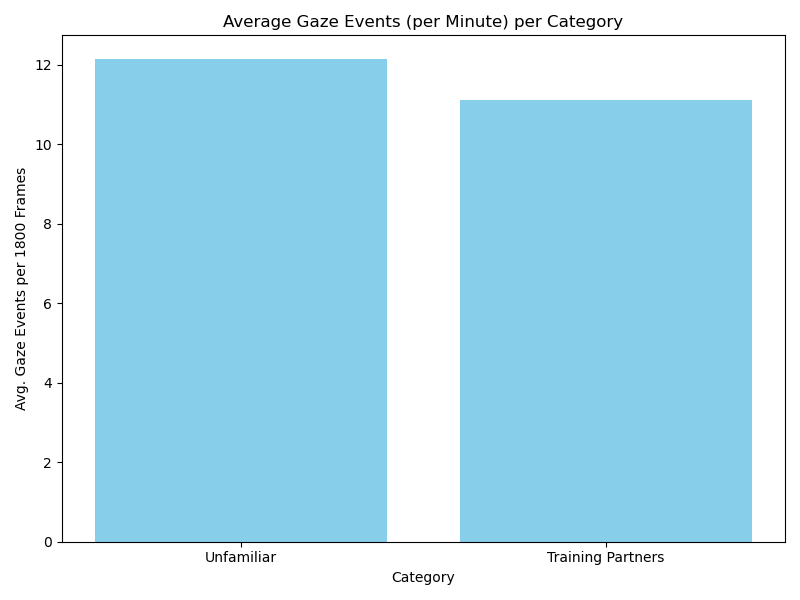 Average Gaze Events (per Minute) per Category
Avg. Gaze Events per 1800 Frames
12
10
8
6
4
2
0
Unfamiliar
Training Partners
Category